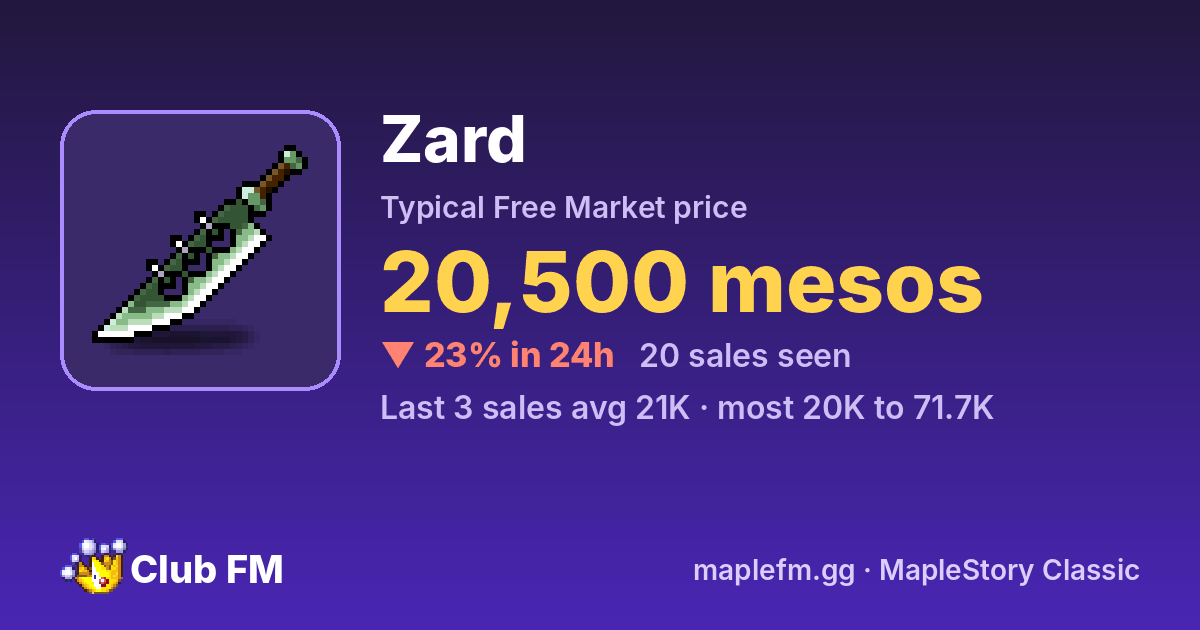 Zard
Typical Free Market price
20,500 mesos
▼ 23% in 24h 20 sales seen
Last 3 sales avg 21K · most 20K to 71.7K
Club FM
maplefm.gg · MapleStory Classic